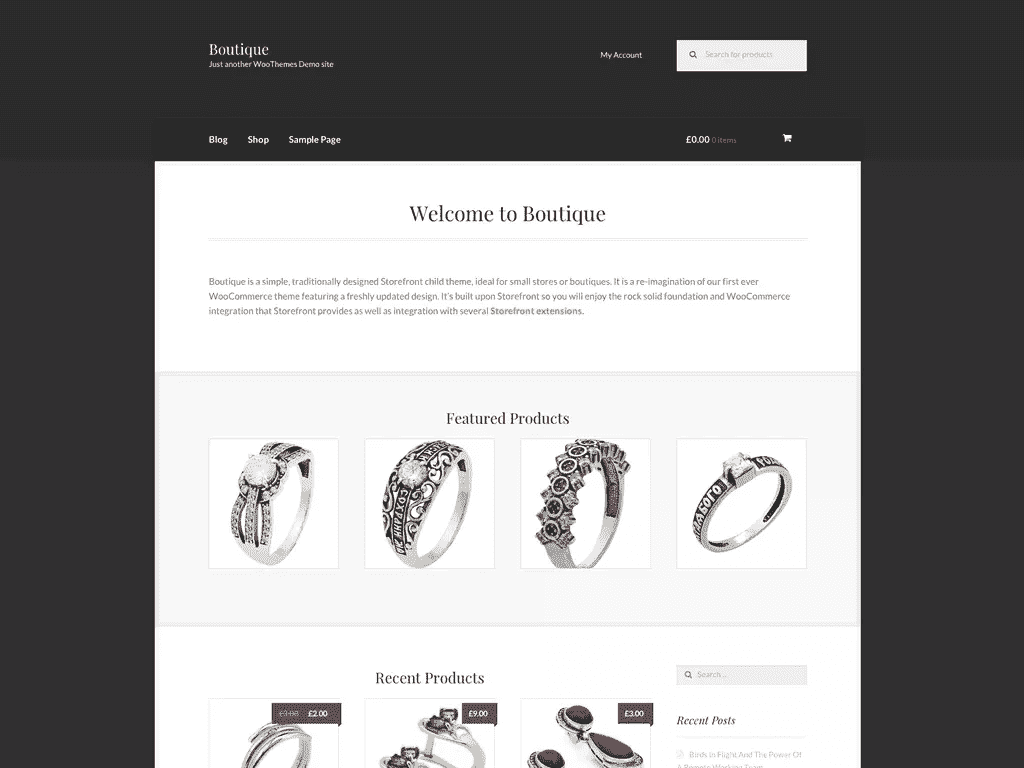 Boutique
Just another WooThemes Demo site
My Account
Search for products
Blog
Shop
Sample Page
£0.00 0 items
Welcome to Boutique
Boutique is a simple, traditionally designed Storefront child theme, ideal for small stores or boutiques. It is a re-imagination of our first ever
WooCommerce theme featuring a freshly updated design. It's built upon Storefront so you will enjoy the rock solid foundation and WooCommerce
integration that Storefront provides as well as integration with several Storefront extensions.
Featured Products
Recent Products
£3.00 £2.00
£9.00
£3.00
Search ...
Recent Posts
Birds In Flight And The Power Of
A Remote Working Team